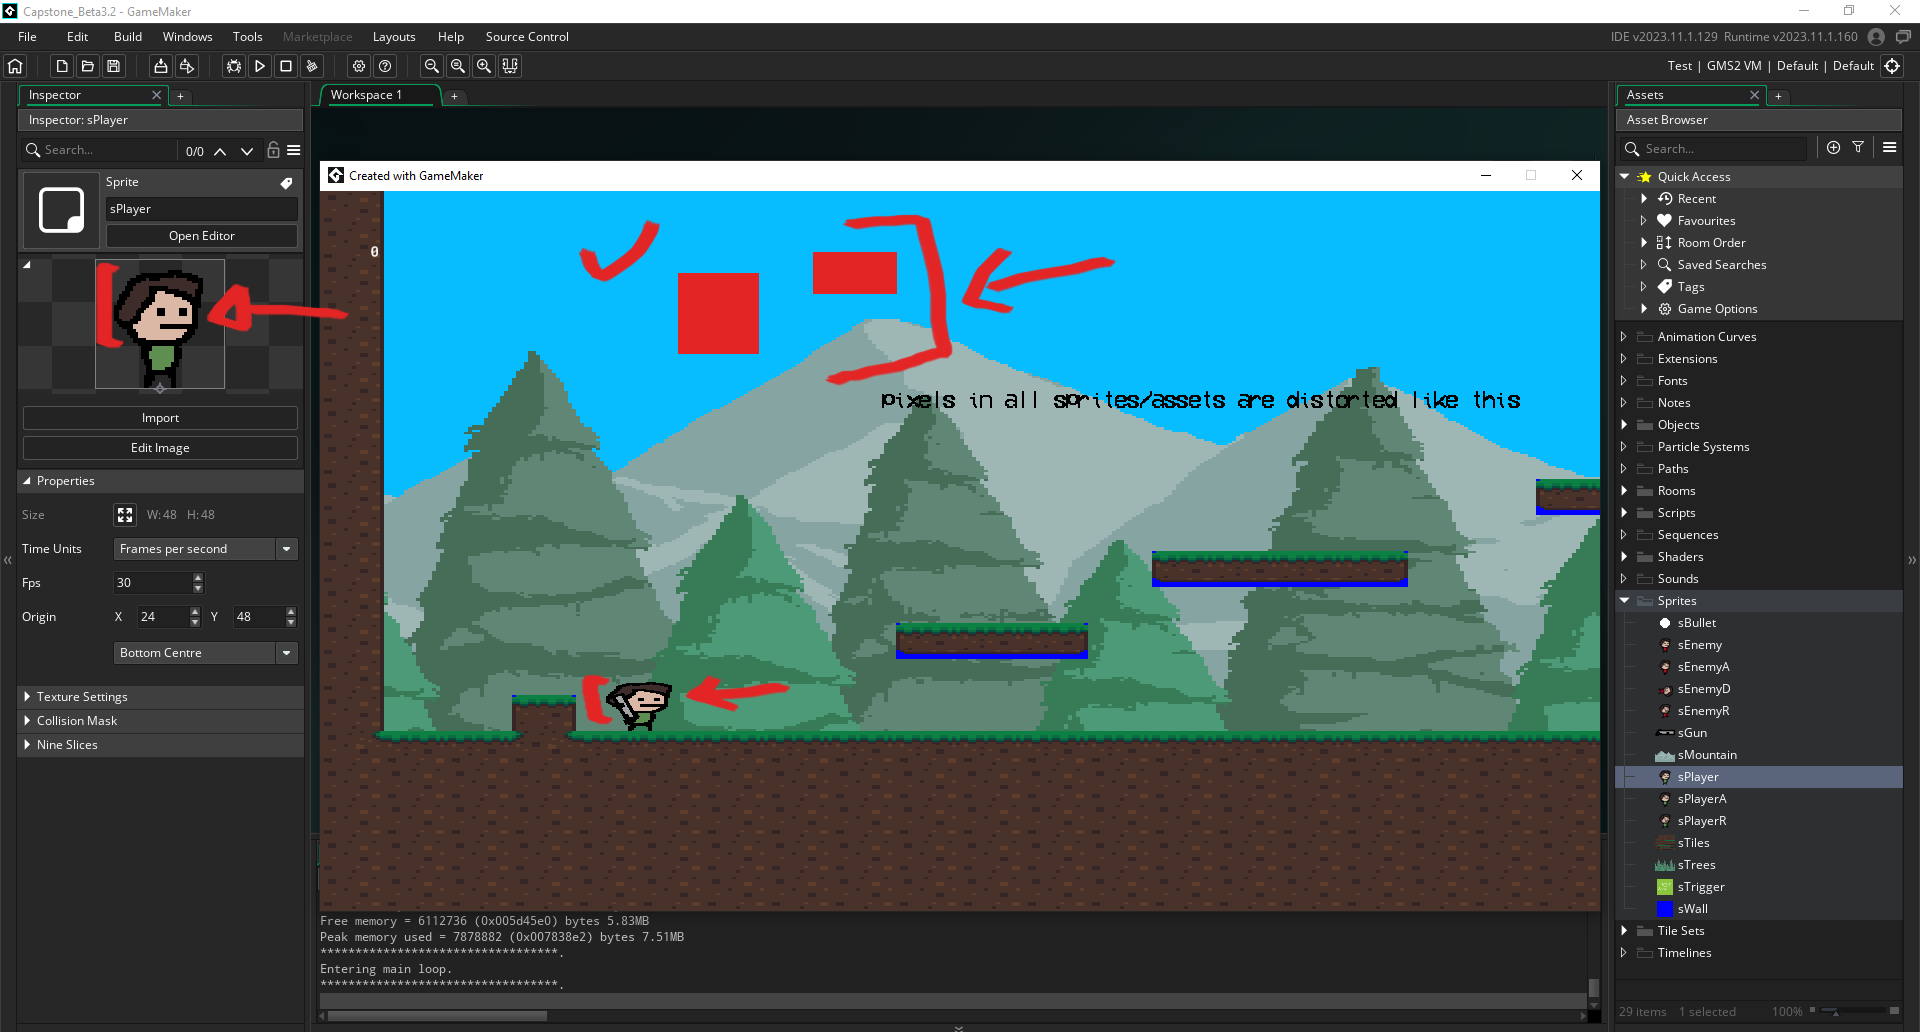 Capstone_Beta3.2 - GameMaker
File Edit Build Windows Tools Marketplace Layouts Help Source Control
IDE v2023.11.1.129 Runtime v2023.11.1.160
Test | GMS2 VM | Default | Default
Inspector
Inspector: sPlayer
Search...
0/0
Sprite
sPlayer
Open Editor
Import
Edit Image
Properties
Size W: 48 H: 48
Time Units Frames per second
Fps 30
Origin X 24 Y 48
Bottom Centre
Texture Settings
Collision Mask
Nine Slices
Workspace 1
Created with GameMaker
0
pixels in all sprites/assets are distorted like this
Free memory = 6112736 (0x005d45e0) bytes 5.83MB
Peak memory used = 7878882 (0x007838e2) bytes 7.51MB
**********************************.
Entering main loop.
**********************************.
Assets
Asset Browser
Search...
Quick Access
Recent
Favourites
Room Order
Saved Searches
Tags
Game Options
Animation Curves
Extensions
Fonts
Notes
Objects
Particle Systems
Paths
Rooms
Scripts
Sequences
Shaders
Sounds
Sprites
sBullet
sEnemy
sEnemyA
sEnemyD
sEnemyR
sGun
sMountain
sPlayer
sPlayerA
sPlayerR
sTiles
sTrees
sTrigger
sWall
Tile Sets
Timelines
29 items 1 selected 100%